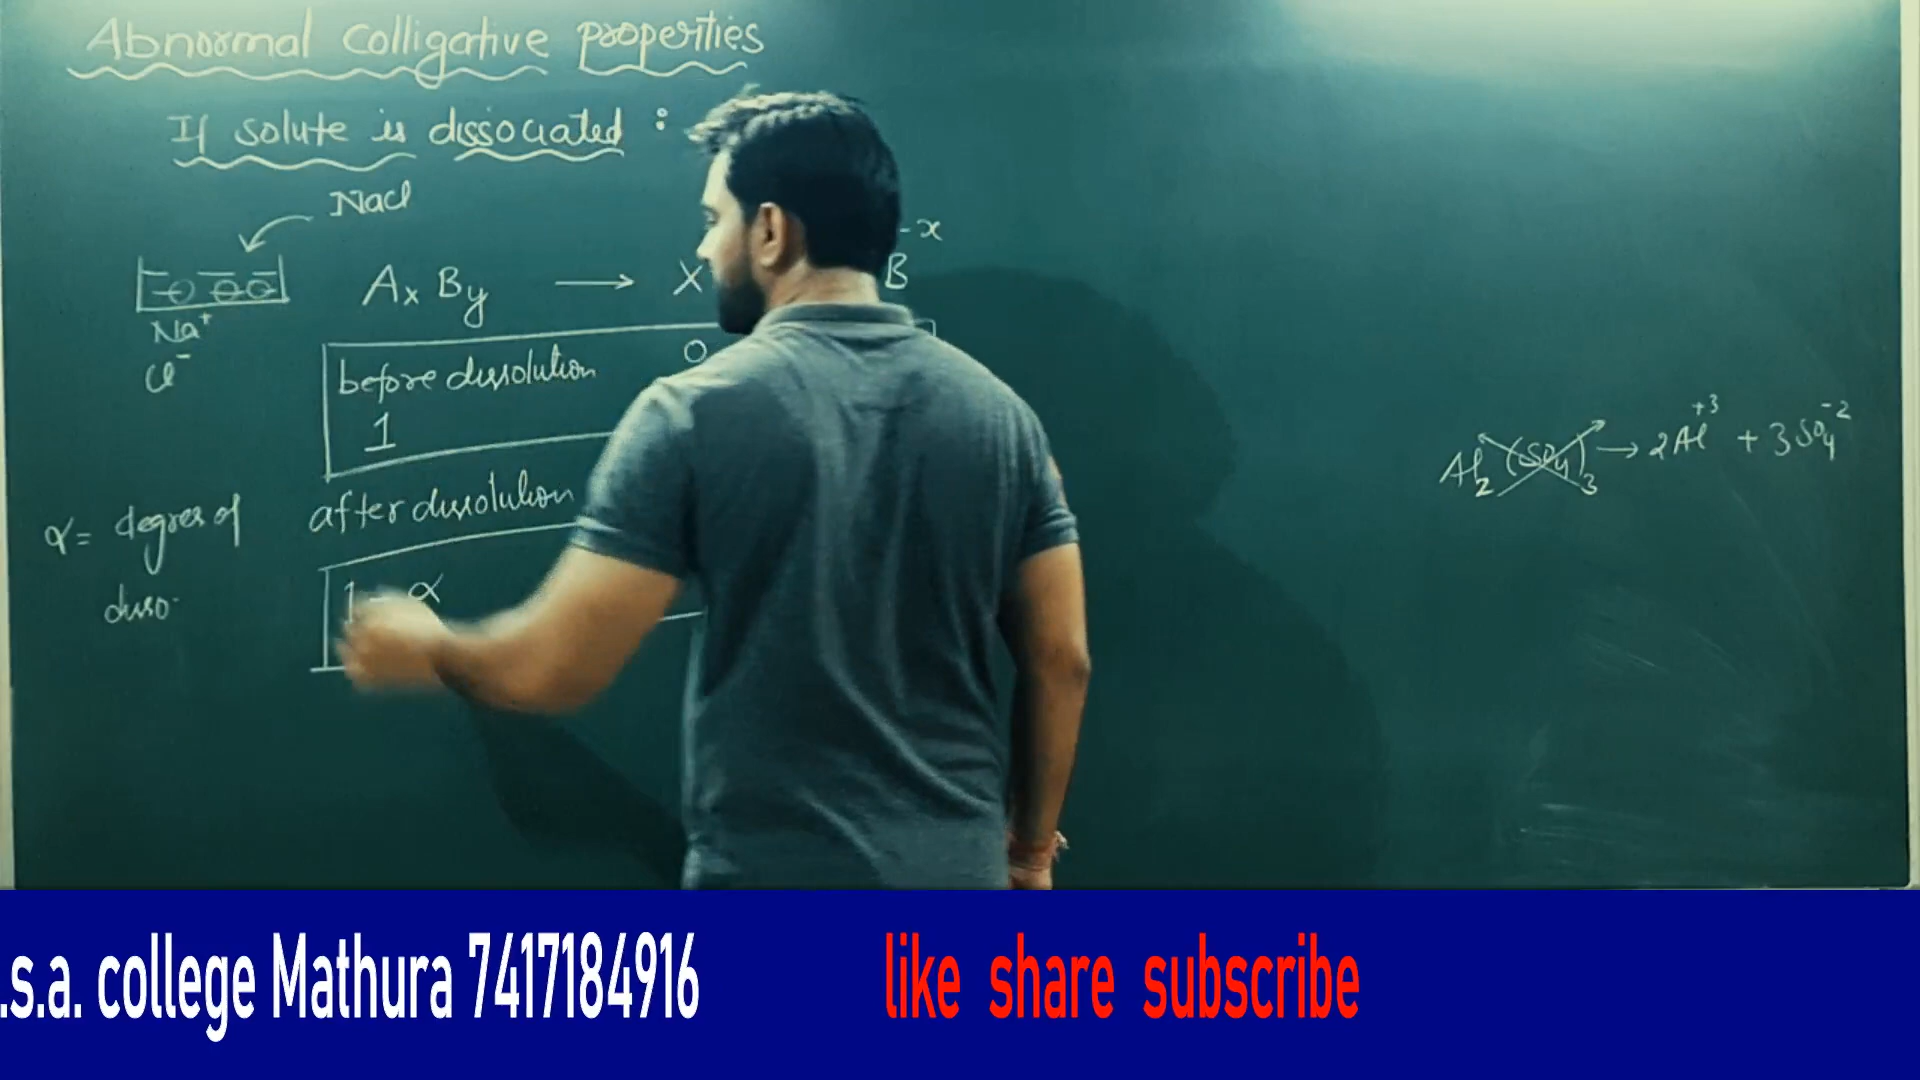 Abnormal Colligative properties
If solute is dissociated :
NaCl
Na⁺
Cl⁻
AxBy → X B⁻ˣ
before dissolution 0
1
after dissolution
α = degree of
disso.
1 - α
Al₂(SO₄)₃ → 2Al⁺³ + 3SO₄⁻²
.s.a. college Mathura 7417184916
like share subscribe